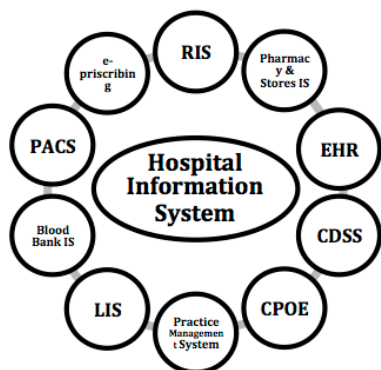 RIS
Pharmac
y &
Stores IS
EHR
CDSS
CPOE
Practice
Managemen
t System
LIS
Blood
Bank IS
PACS
e-
priscribin
g
Hospital
Information
System